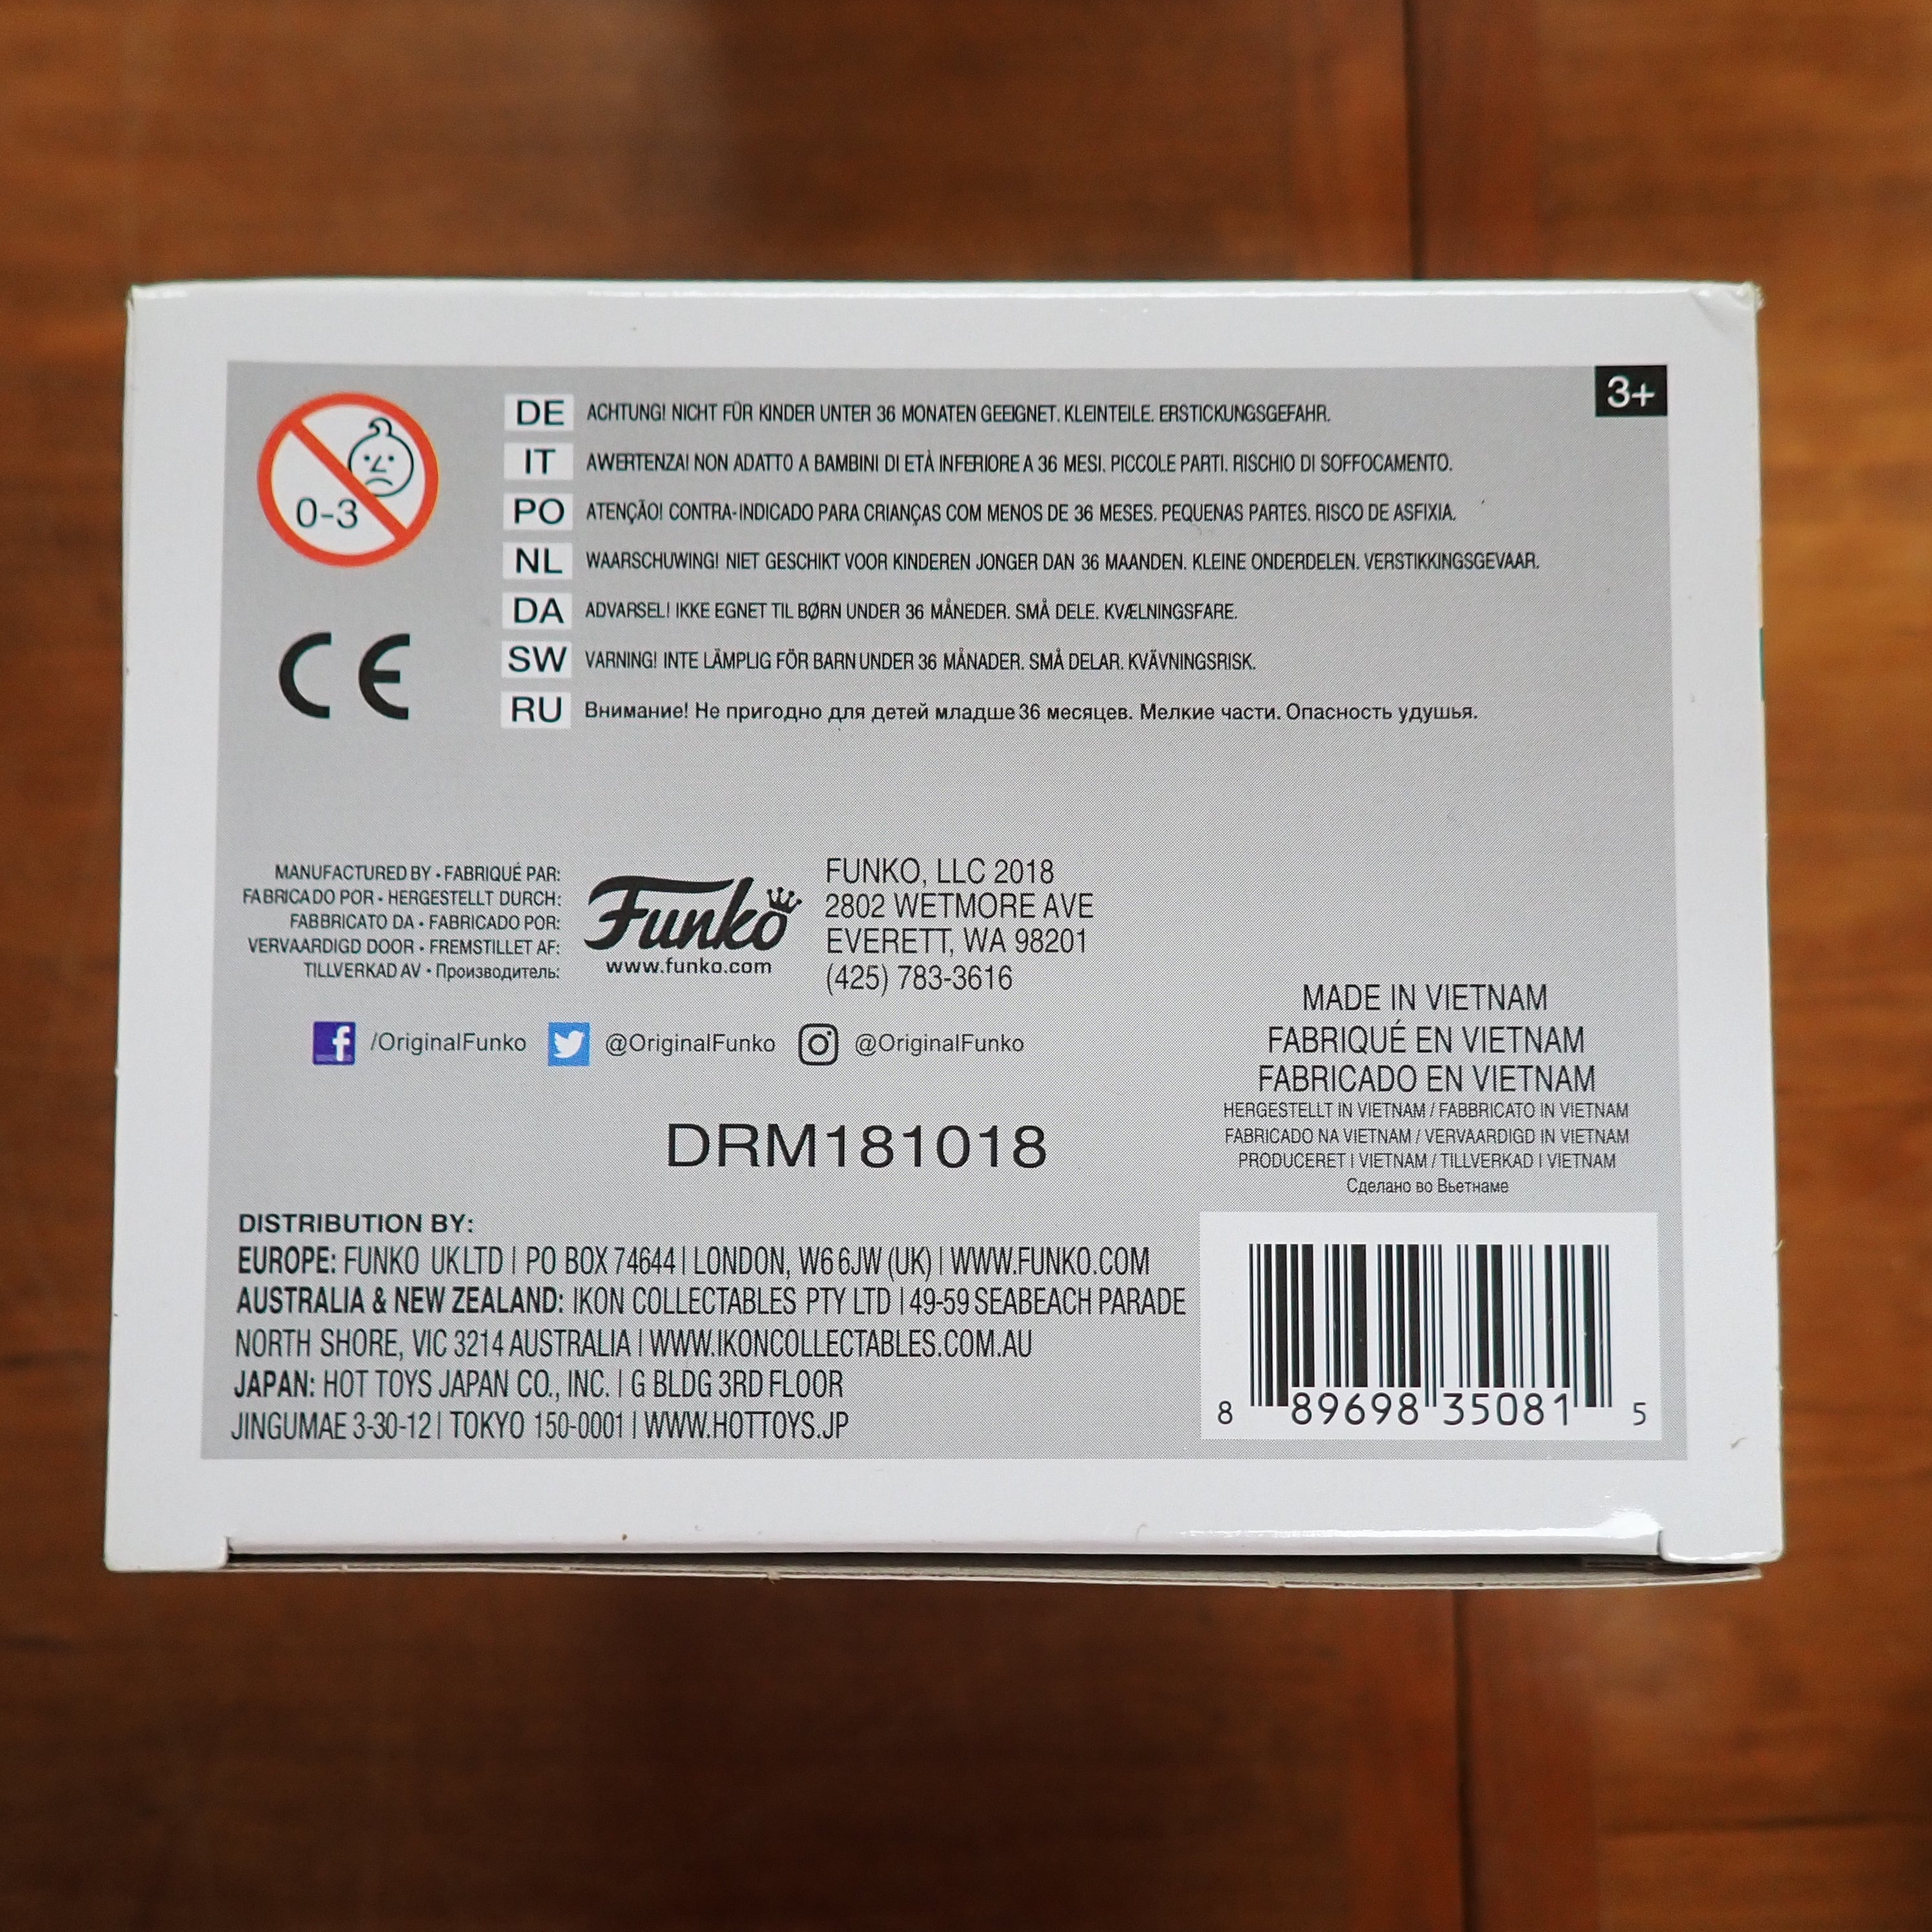 3+
0-3
DE ACHTUNG! NICHT FÜR KINDER UNTER 36 MONATEN GEEIGNET. KLEINTEILE. ERSTICKUNGSGEFAHR.
IT AWERTENZA! NON ADATTO A BAMBINI DI ETÀ INFERIORE A 36 MESI. PICCOLE PARTI. RISCHIO DI SOFFOCAMENTO.
PO ATENÇÃO! CONTRA-INDICADO PARA CRIANÇAS COM MENOS DE 36 MESES. PEQUENAS PARTES. RISCO DE ASFIXIA.
NL WAARSCHUWING! NIET GESCHIKT VOOR KINDEREN JONGER DAN 36 MAANDEN. KLEINE ONDERDELEN. VERSTIKKINGSGEVAAR.
DA ADVARSEL! IKKE EGNET TIL BØRN UNDER 36 MÅNEDER. SMÅ DELE. KVÆLNINGSFARE.
SW VARNING! INTE LÄMPLIG FÖR BARN UNDER 36 MÅNADER. SMÅ DELAR. KVÄVNINGSRISK.
RU Внимание! Не пригодно для детей младше 36 месяцев. Мелкие части. Опасность удушья.
CE
MANUFACTURED BY • FABRIQUÉ PAR:
FABRICADO POR • HERGESTELLT DURCH:
FABBRICATO DA • FABRICADO POR:
VERVAARDIGD DOOR • FREMSTILLET AF:
TILLVERKAD AV • Производитель:
Funko
www.funko.com
FUNKO, LLC 2018
2802 WETMORE AVE
EVERETT, WA 98201
(425) 783-3616
f /OriginalFunko @OriginalFunko @OriginalFunko
DRM181018
MADE IN VIETNAM
FABRIQUÉ EN VIETNAM
FABRICADO EN VIETNAM
HERGESTELLT IN VIETNAM / FABBRICATO IN VIETNAM
FABRICADO NA VIETNAM / VERVAARDIGD IN VIETNAM
PRODUCERET I VIETNAM / TILLVERKAD I VIETNAM
Сделано во Вьетнаме
DISTRIBUTION BY:
EUROPE: FUNKO UK LTD | PO BOX 74644 | LONDON, W6 6JW (UK) | WWW.FUNKO.COM
AUSTRALIA & NEW ZEALAND: IKON COLLECTABLES PTY LTD | 49-59 SEABEACH PARADE
NORTH SHORE, VIC 3214 AUSTRALIA | WWW.IKONCOLLECTABLES.COM.AU
JAPAN: HOT TOYS JAPAN CO., INC. | G BLDG 3RD FLOOR
JINGUMAE 3-30-12 | TOKYO 150-0001 | WWW.HOTTOYS.JP
8 89698 35081 5